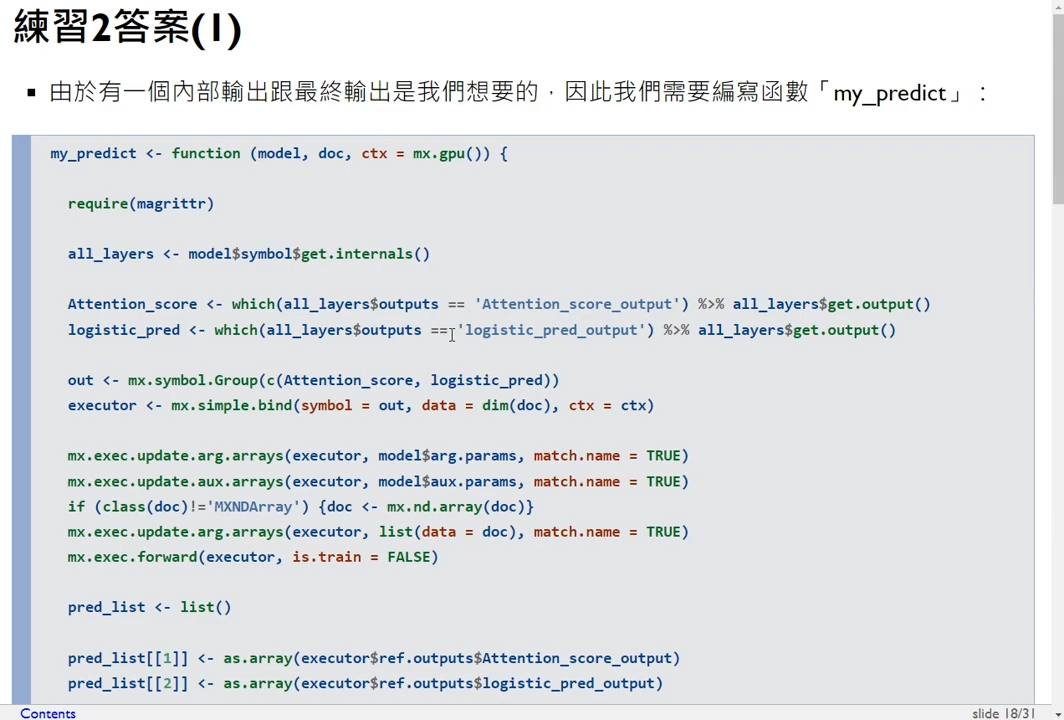 練習2答案(1)
由於有一個內部輸出跟最終輸出是我們想要的，因此我們需要編寫函數「my_predict」：
my_predict <- function (model, doc, ctx = mx.gpu()) {
require(magrittr)
all_layers <- model$symbol$get.internals()
Attention_score <- which(all_layers$outputs == 'Attention_score_output') %>% all_layers$get.output()
logistic_pred <- which(all_layers$outputs == 'logistic_pred_output') %>% all_layers$get.output()
out <- mx.symbol.Group(c(Attention_score, logistic_pred))
executor <- mx.simple.bind(symbol = out, data = dim(doc), ctx = ctx)
mx.exec.update.arg.arrays(executor, model$arg.params, match.name = TRUE)
mx.exec.update.aux.arrays(executor, model$aux.params, match.name = TRUE)
if (class(doc)!='MXNDArray') {doc <- mx.nd.array(doc)}
mx.exec.update.arg.arrays(executor, list(data = doc), match.name = TRUE)
mx.exec.forward(executor, is.train = FALSE)
pred_list <- list()
pred_list[[1]] <- as.array(executor$ref.outputs$Attention_score_output)
pred_list[[2]] <- as.array(executor$ref.outputs$logistic_pred_output)
Contents
slide 18/31